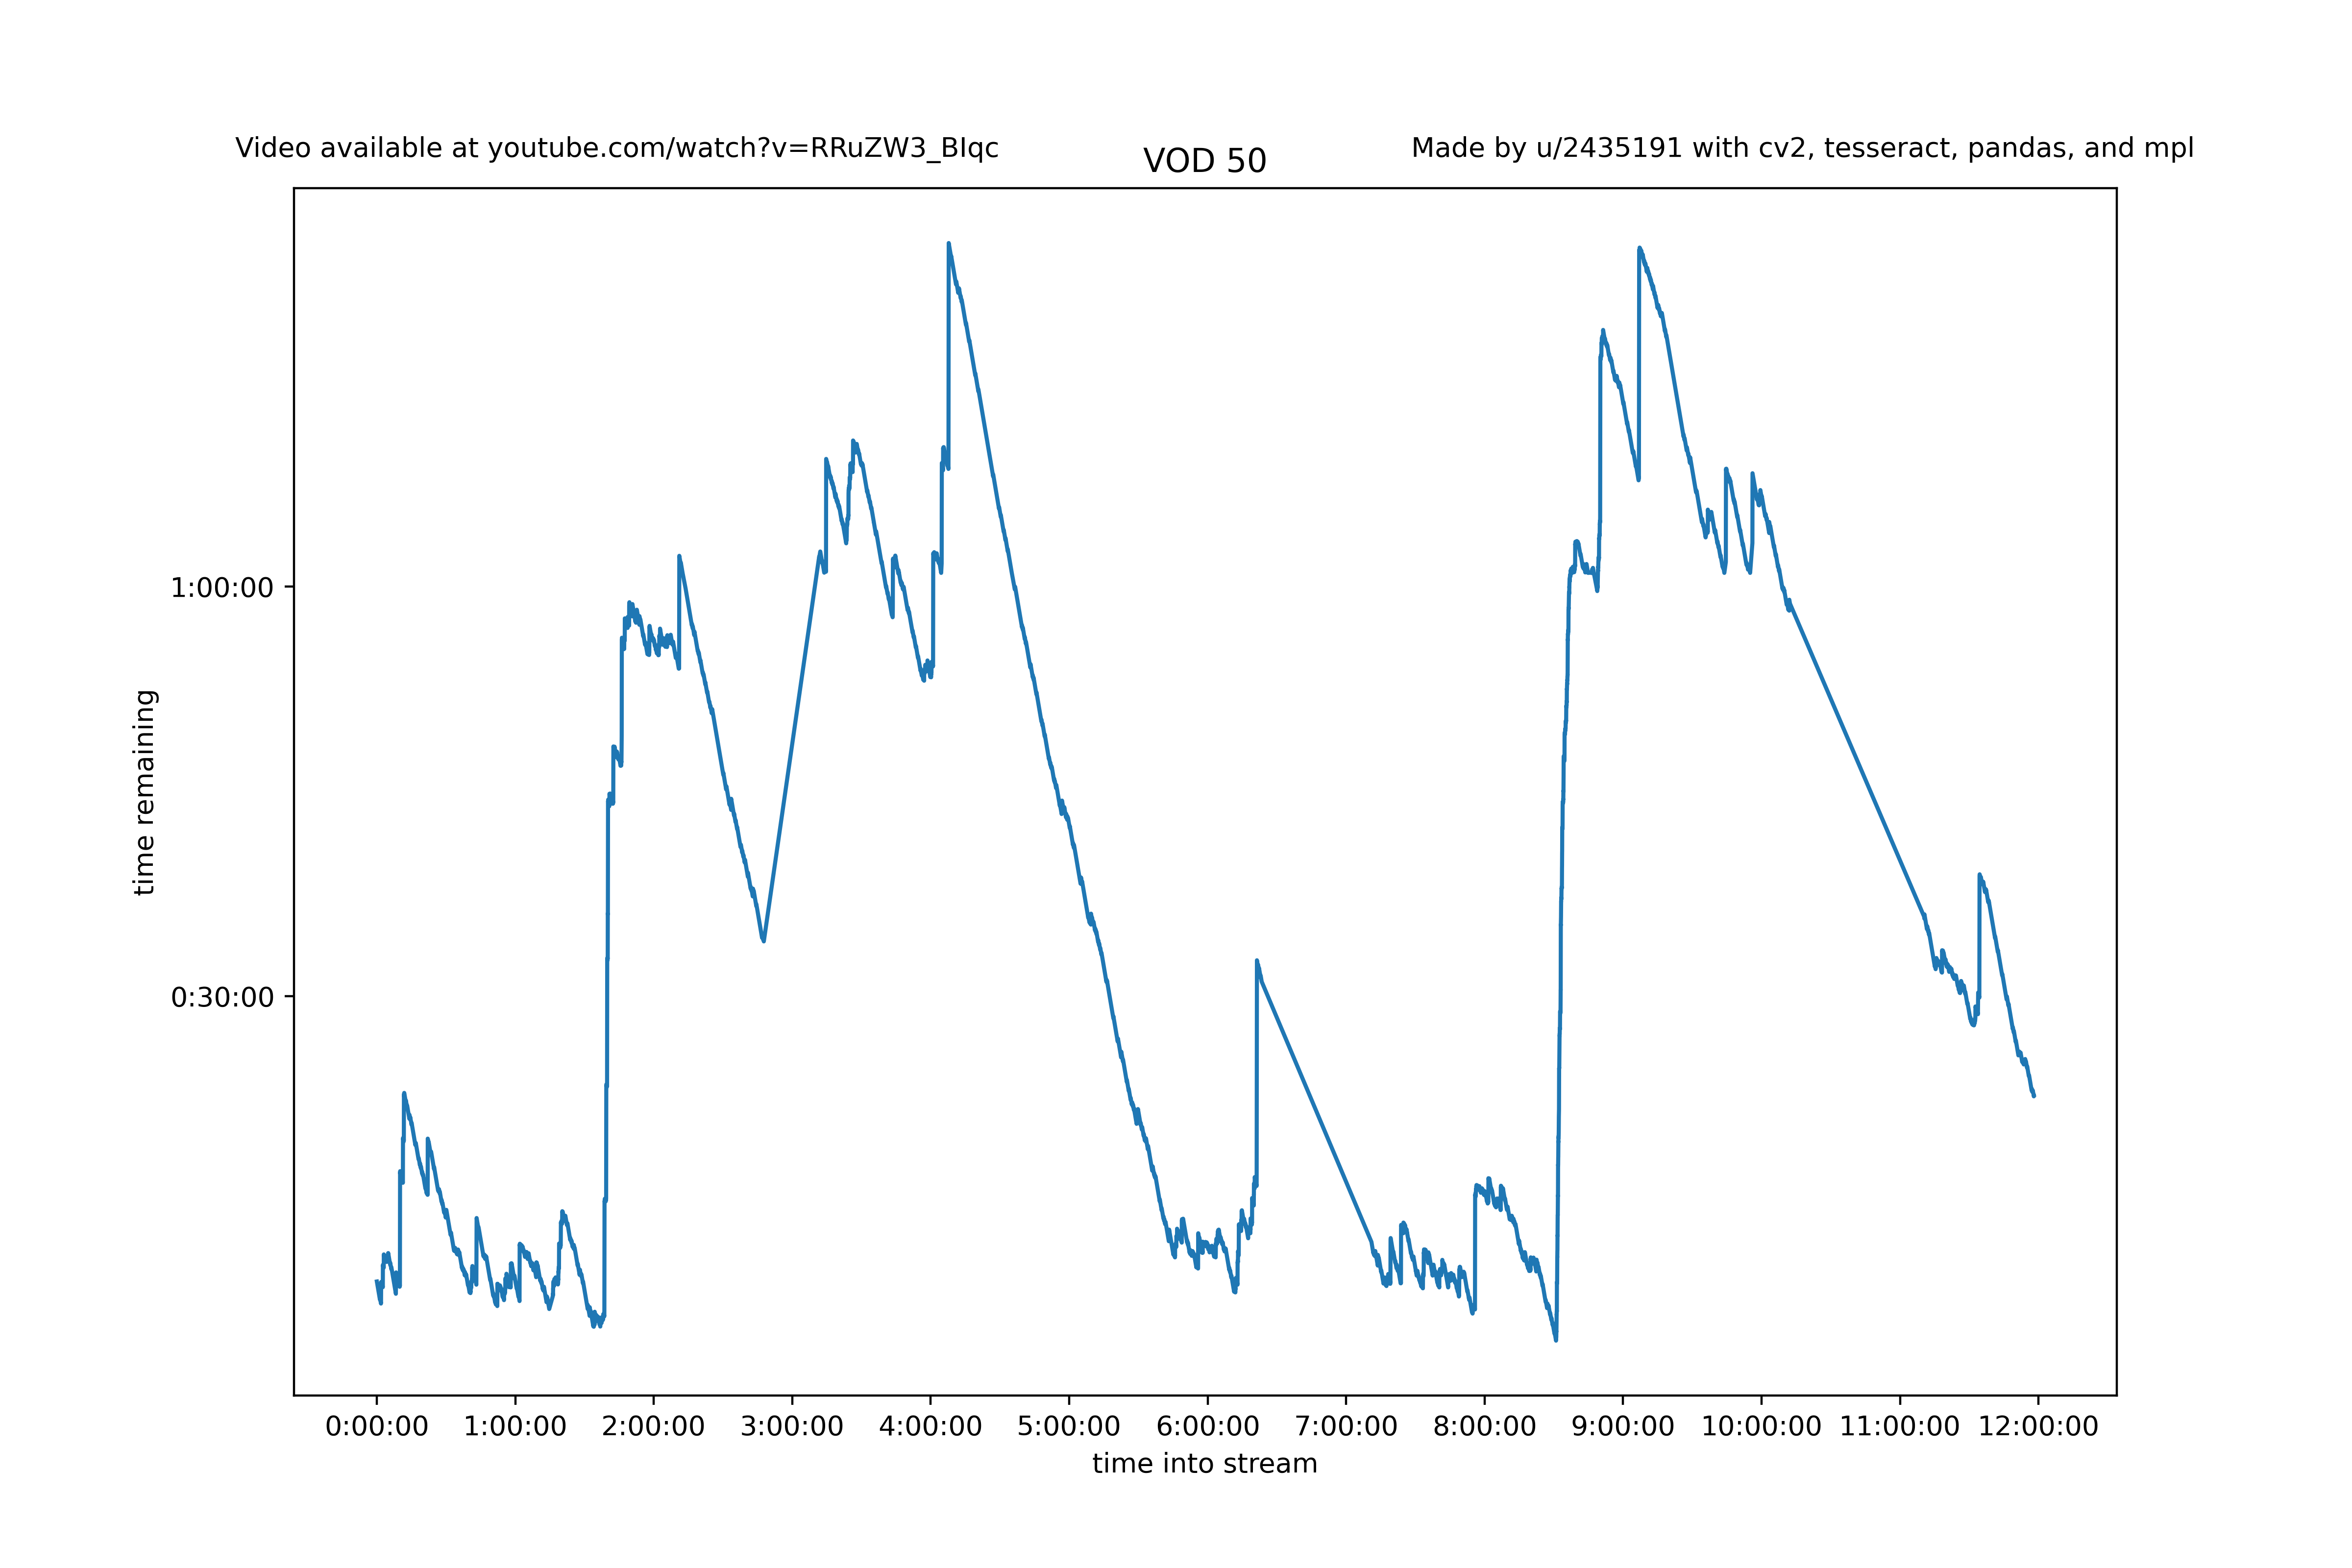 Video available at youtube.com/watch?v=RRuZW3_BIqc
VOD 50
Made by u/2435191 with cv2, tesseract, pandas, and mpl
time remaining
1:00:00
0:30:00
0:00:00 1:00:00 2:00:00 3:00:00 4:00:00 5:00:00 6:00:00 7:00:00 8:00:00 9:00:00 10:00:00 11:00:00 12:00:00
time into stream